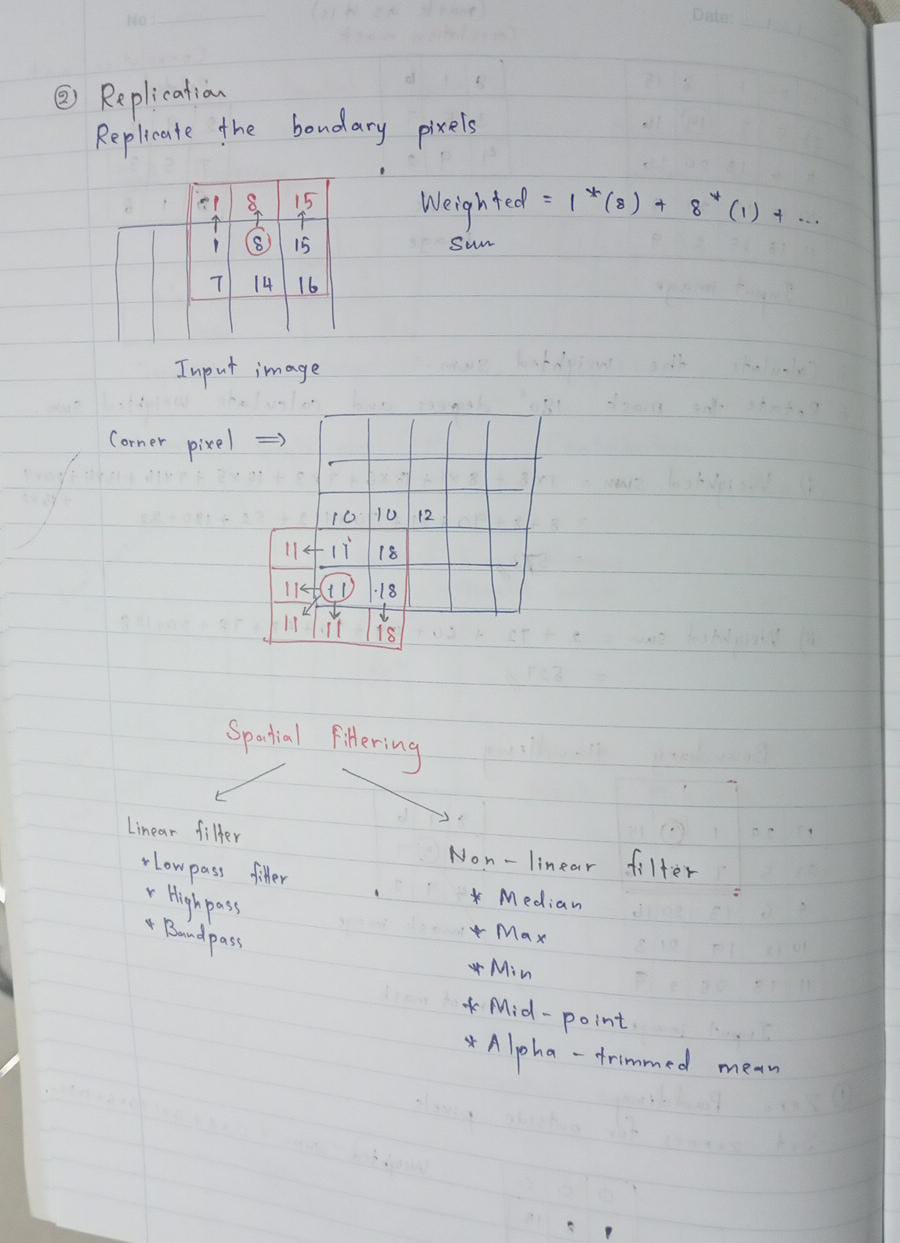 No :
Date:
② Replication
Replicate the bondary pixels
1 8 15
1 8 15
7 14 16
Weighted = 1*(8) + 8*(1) + ...
Sum
Input image
Corner pixel ⇒
10 10 12
11 ← 11 18
11 ← 11 18
11 11 18
Spatial Filtering
Linear filter
* Lowpass filter
* Highpass
* Bandpass
Non-linear filter
* Median
* Max
* Min
* Mid-point
* Alpha-trimmed mean